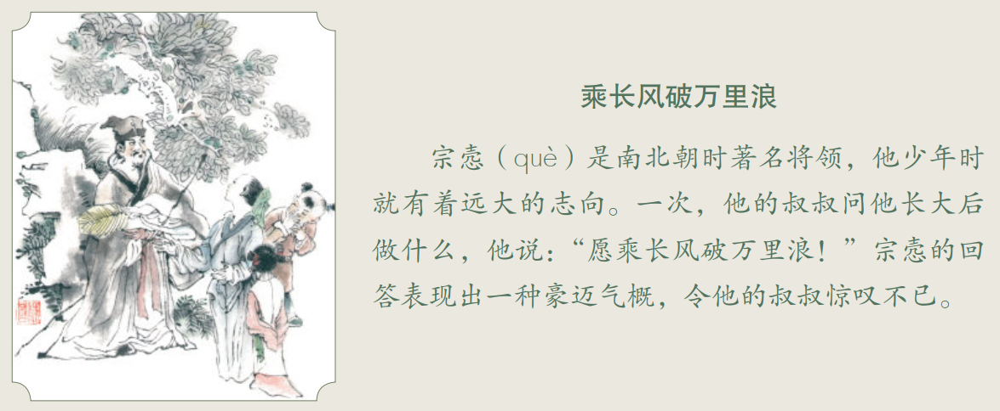 乘长风破万里浪
宗悫（què）是南北朝时著名将领，他少年时
就有着远大的志向。一次，他的叔叔问他长大后
做什么，他说：“愿乘长风破万里浪！”宗悫的回
答表现出一种豪迈气概，令他的叔叔惊叹不已。